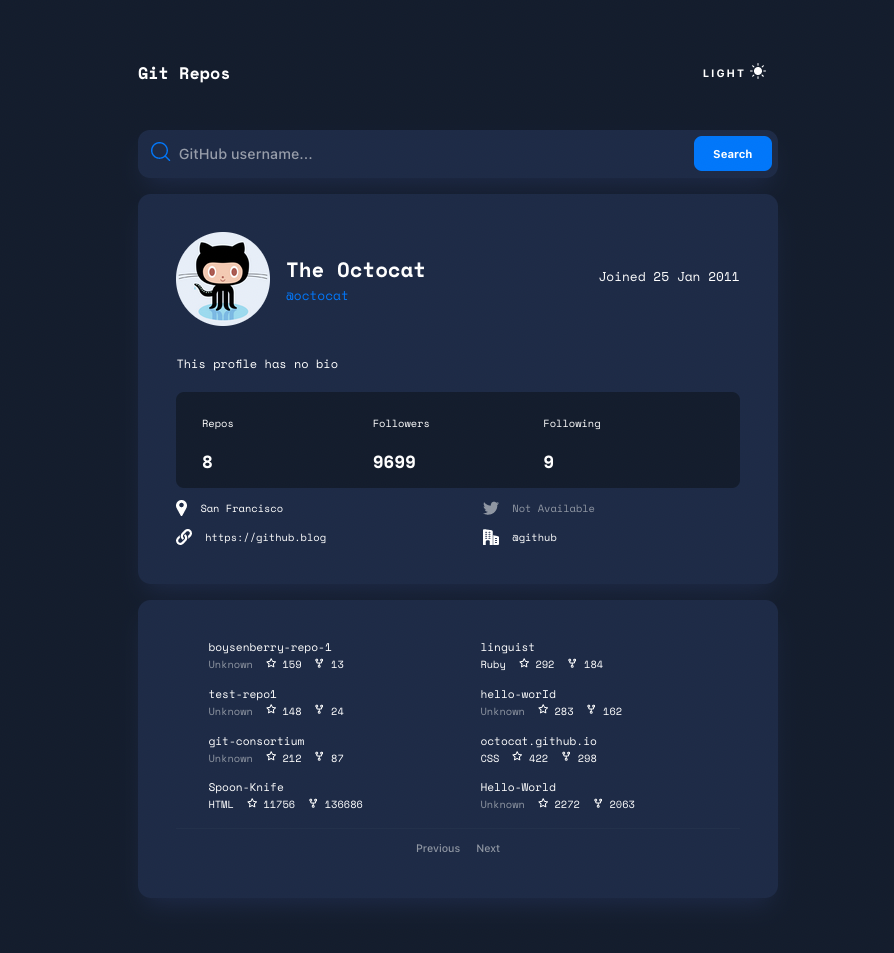 Git Repos
LIGHT
GitHub username...
Search
The Octocat
@octocat
Joined 25 Jan 2011
This profile has no bio
Repos
Followers
Following
8
9699
9
San Francisco
Not Available
https://github.blog
@github
boysenberry-repo-1
Unknown 159 13
linguist
Ruby 292 184
test-repo1
Unknown 148 24
hello-worId
Unknown 283 162
git-consortium
Unknown 212 87
octocat.github.io
CSS 422 298
Spoon-Knife
HTML 11756 136686
Hello-World
Unknown 2272 2063
Previous Next